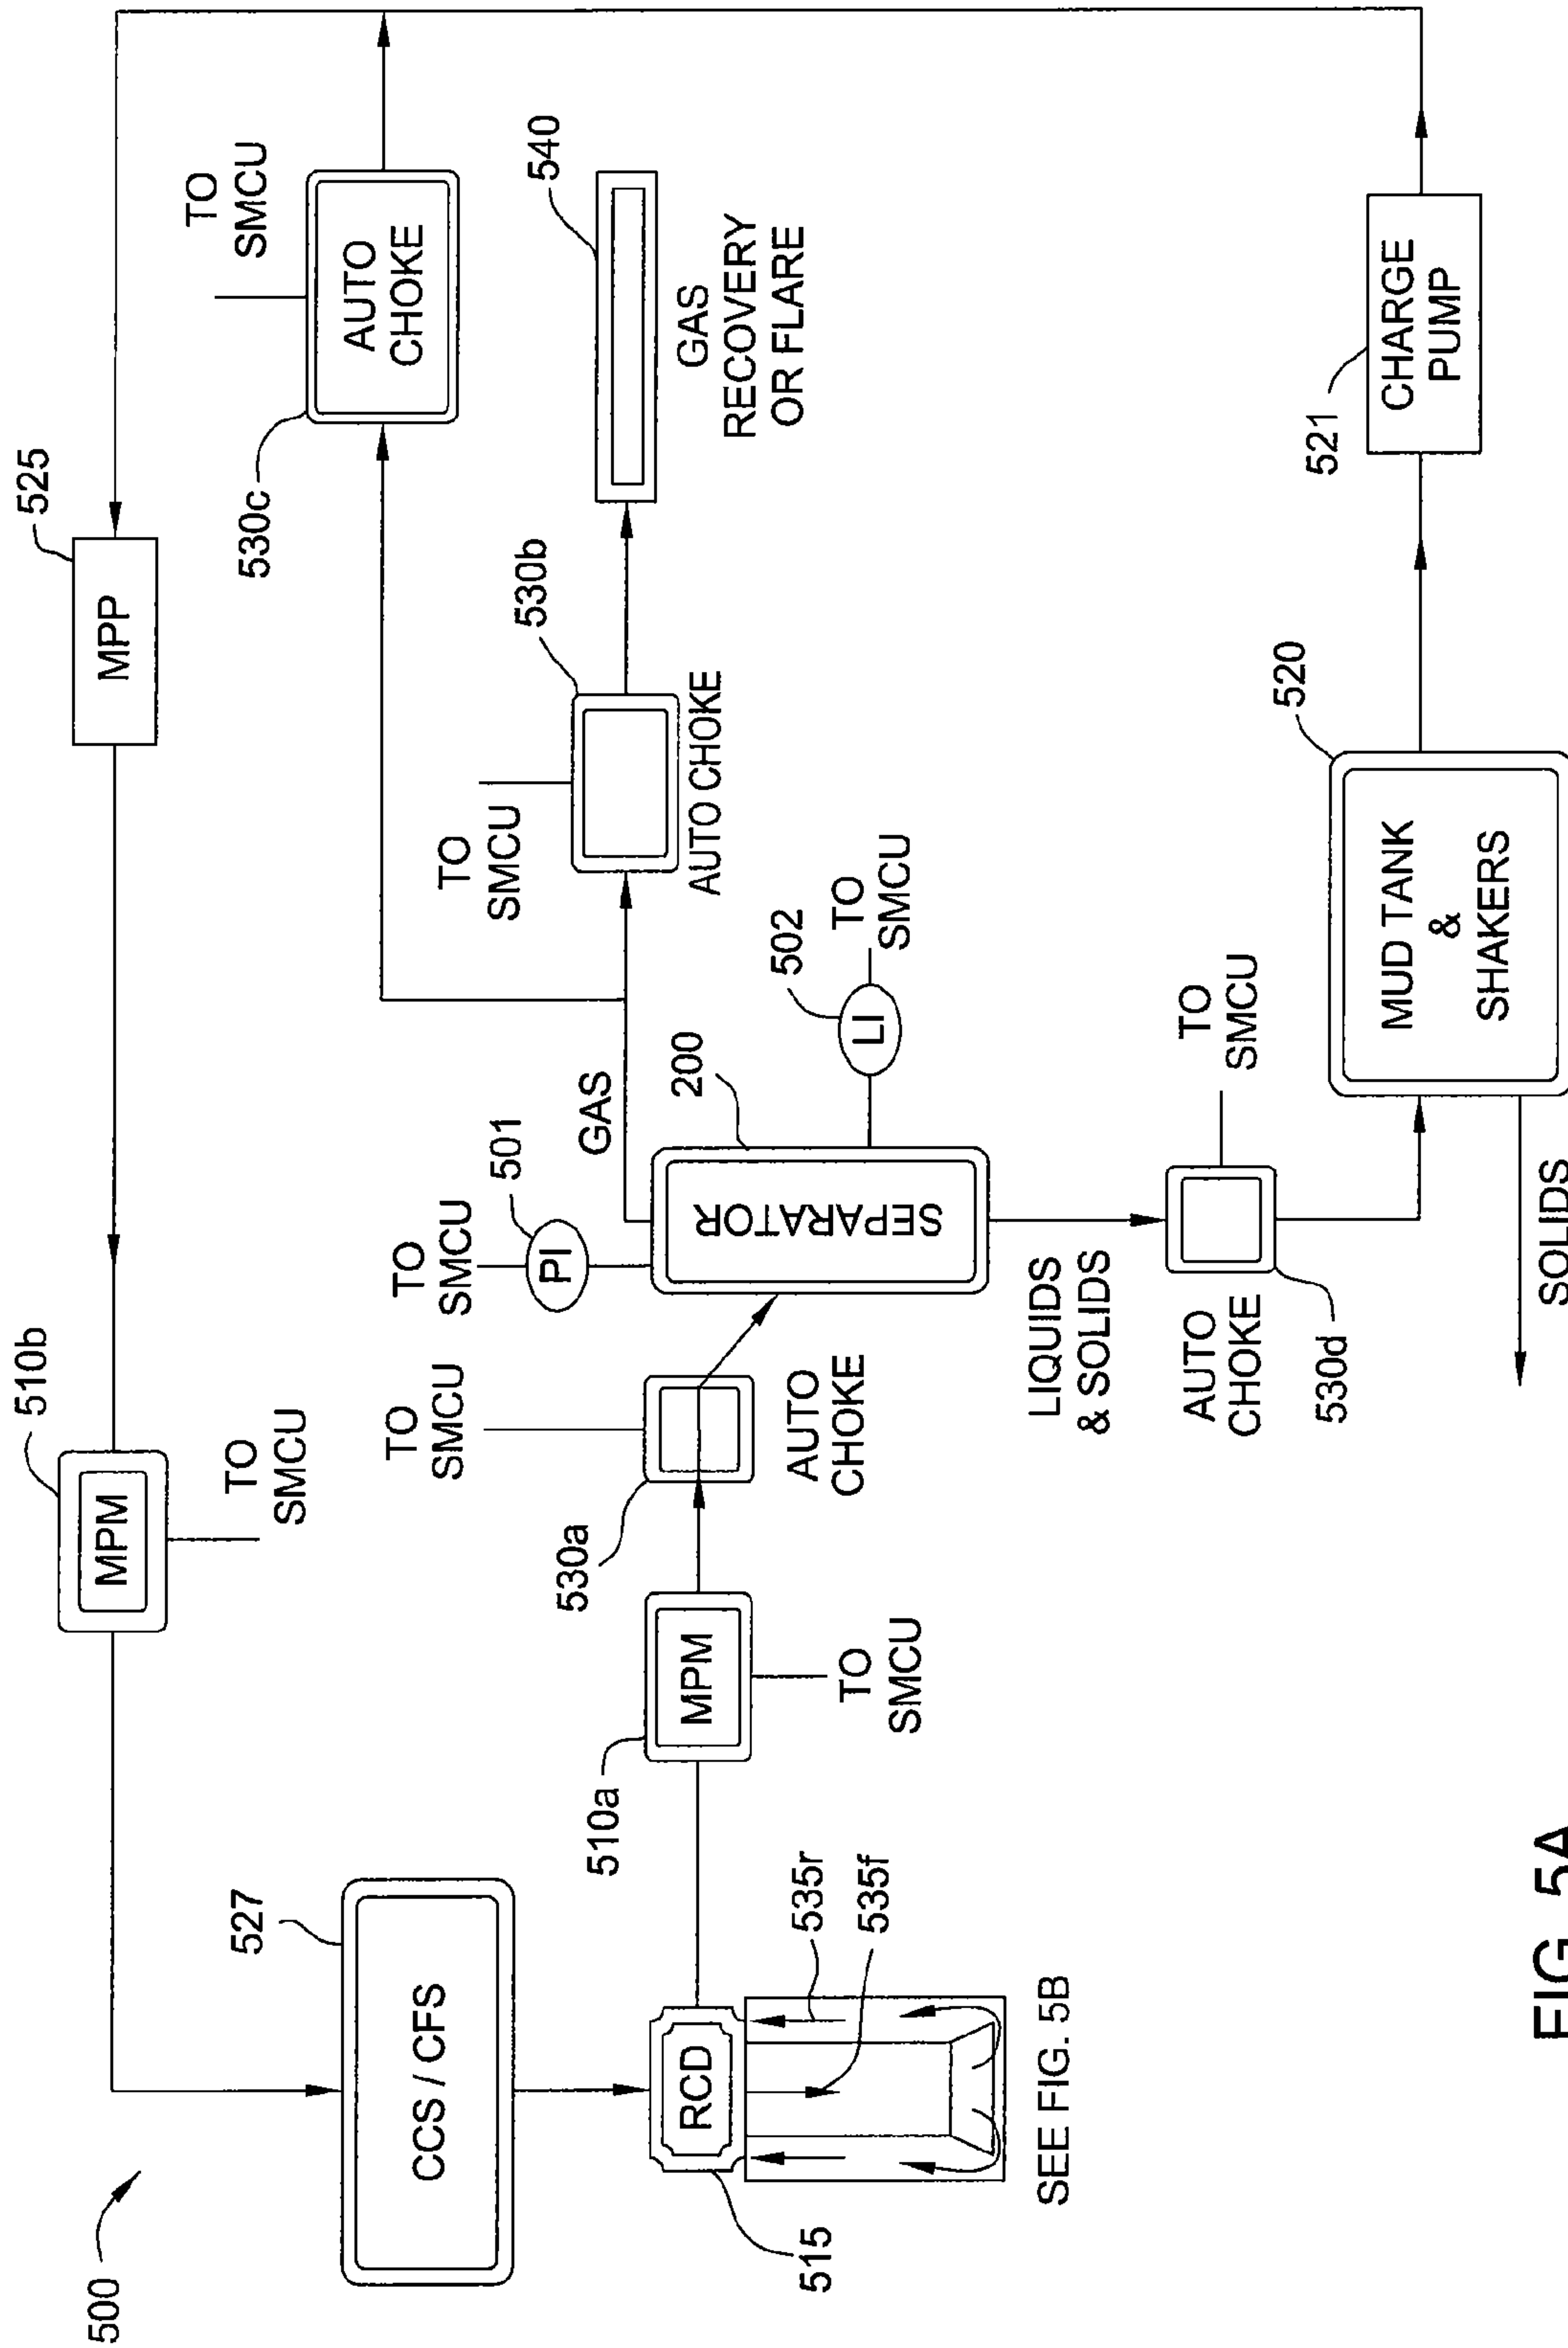 500
527
CCS / CFS
510b
MPM
TO
SMCU
525
MPP
TO
SMCU
530c
AUTO
CHOKE
540
GAS
RECOVERY
OR FLARE
530b
TO
SMCU
AUTO CHOKE
GAS
TO
SMCU
501
PI
200
SEPARATOR
502
LI
TO
SMCU
TO
SMCU
530a
AUTO
CHOKE
510a
MPM
TO
SMCU
515
RCD
535r
535f
SEE FIG. 5B
LIQUIDS
& SOLIDS
AUTO
CHOKE
530d
TO
SMCU
520
MUD TANK
&
SHAKERS
SOLIDS
521
CHARGE
PUMP
FIG. 5A